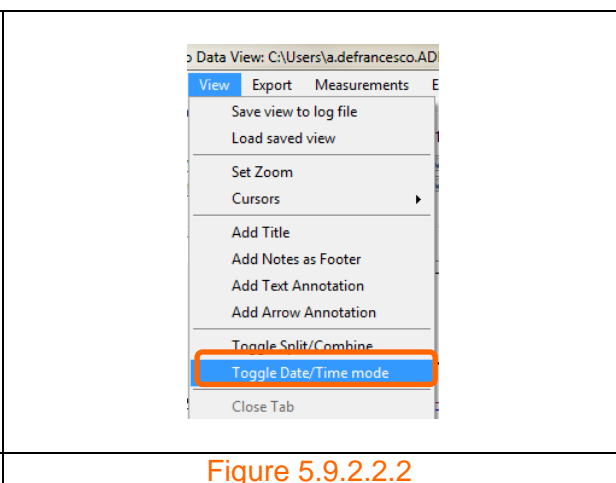 o Data View: C:\Users\a.defrancesco.AD
View Export Measurements E
Save view to log file
Load saved view
Set Zoom
Cursors
Add Title
Add Notes as Footer
Add Text Annotation
Add Arrow Annotation
Toggle Split/Combine
Toggle Date/Time mode
Close Tab
Figure 5.9.2.2.2